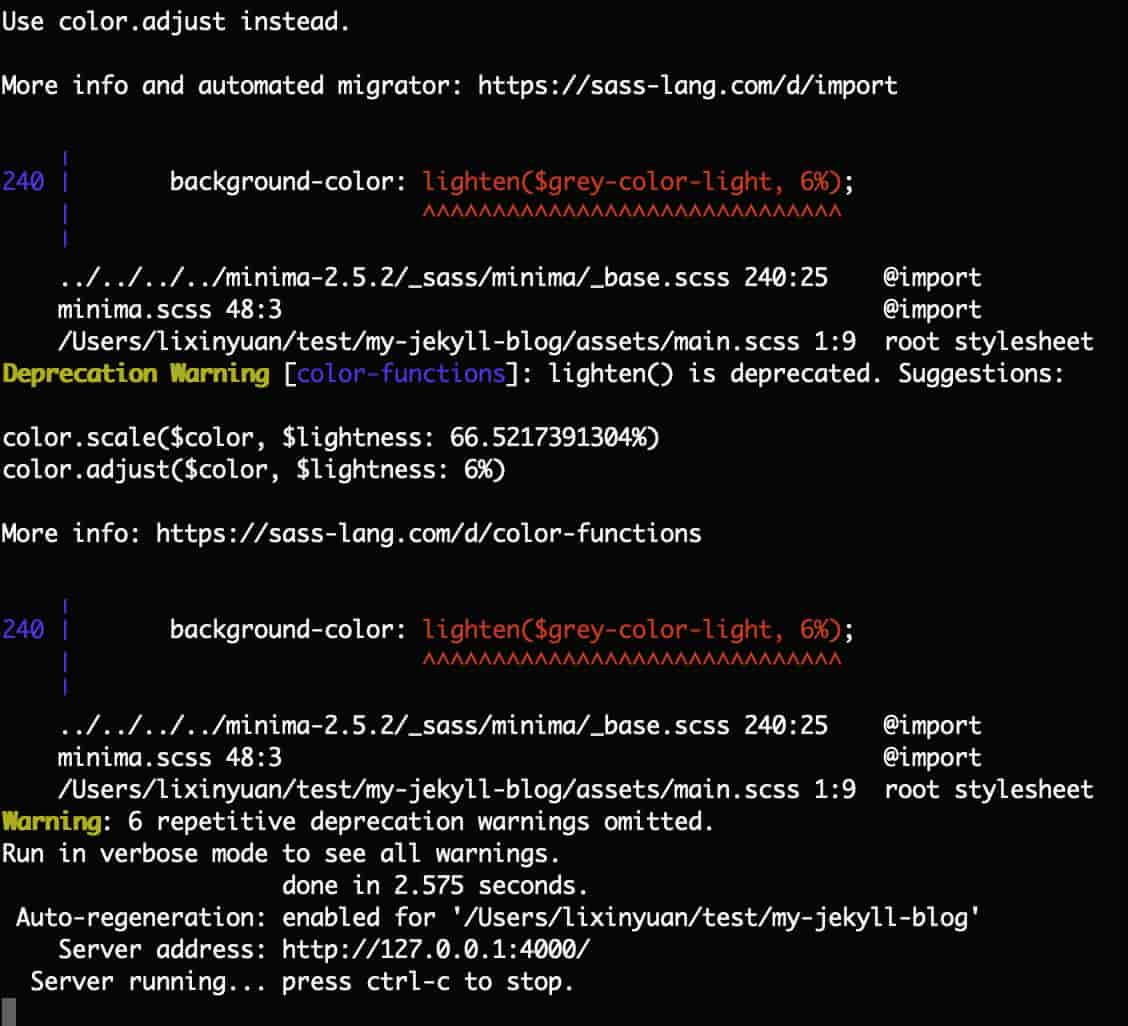 Use color.adjust instead.
More info and automated migrator: https://sass-lang.com/d/import
240 | background-color: lighten($grey-color-light, 6%);
^^^^^^^^^^^^^^^^^^^^^^^^^^^^^^
../../../../minima-2.5.2/_sass/minima/_base.scss 240:25 @import
minima.scss 48:3 @import
/Users/lixinyuan/test/my-jekyll-blog/assets/main.scss 1:9 root stylesheet
Deprecation Warning [color-functions]: lighten() is deprecated. Suggestions:
color.scale($color, $lightness: 66.5217391304%)
color.adjust($color, $lightness: 6%)
More info: https://sass-lang.com/d/color-functions
240 | background-color: lighten($grey-color-light, 6%);
^^^^^^^^^^^^^^^^^^^^^^^^^^^^^^
../../../../minima-2.5.2/_sass/minima/_base.scss 240:25 @import
minima.scss 48:3 @import
/Users/lixinyuan/test/my-jekyll-blog/assets/main.scss 1:9 root stylesheet
Warning: 6 repetitive deprecation warnings omitted.
Run in verbose mode to see all warnings.
done in 2.575 seconds.
Auto-regeneration: enabled for '/Users/lixinyuan/test/my-jekyll-blog'
Server address: http://127.0.0.1:4000/
Server running... press ctrl-c to stop.